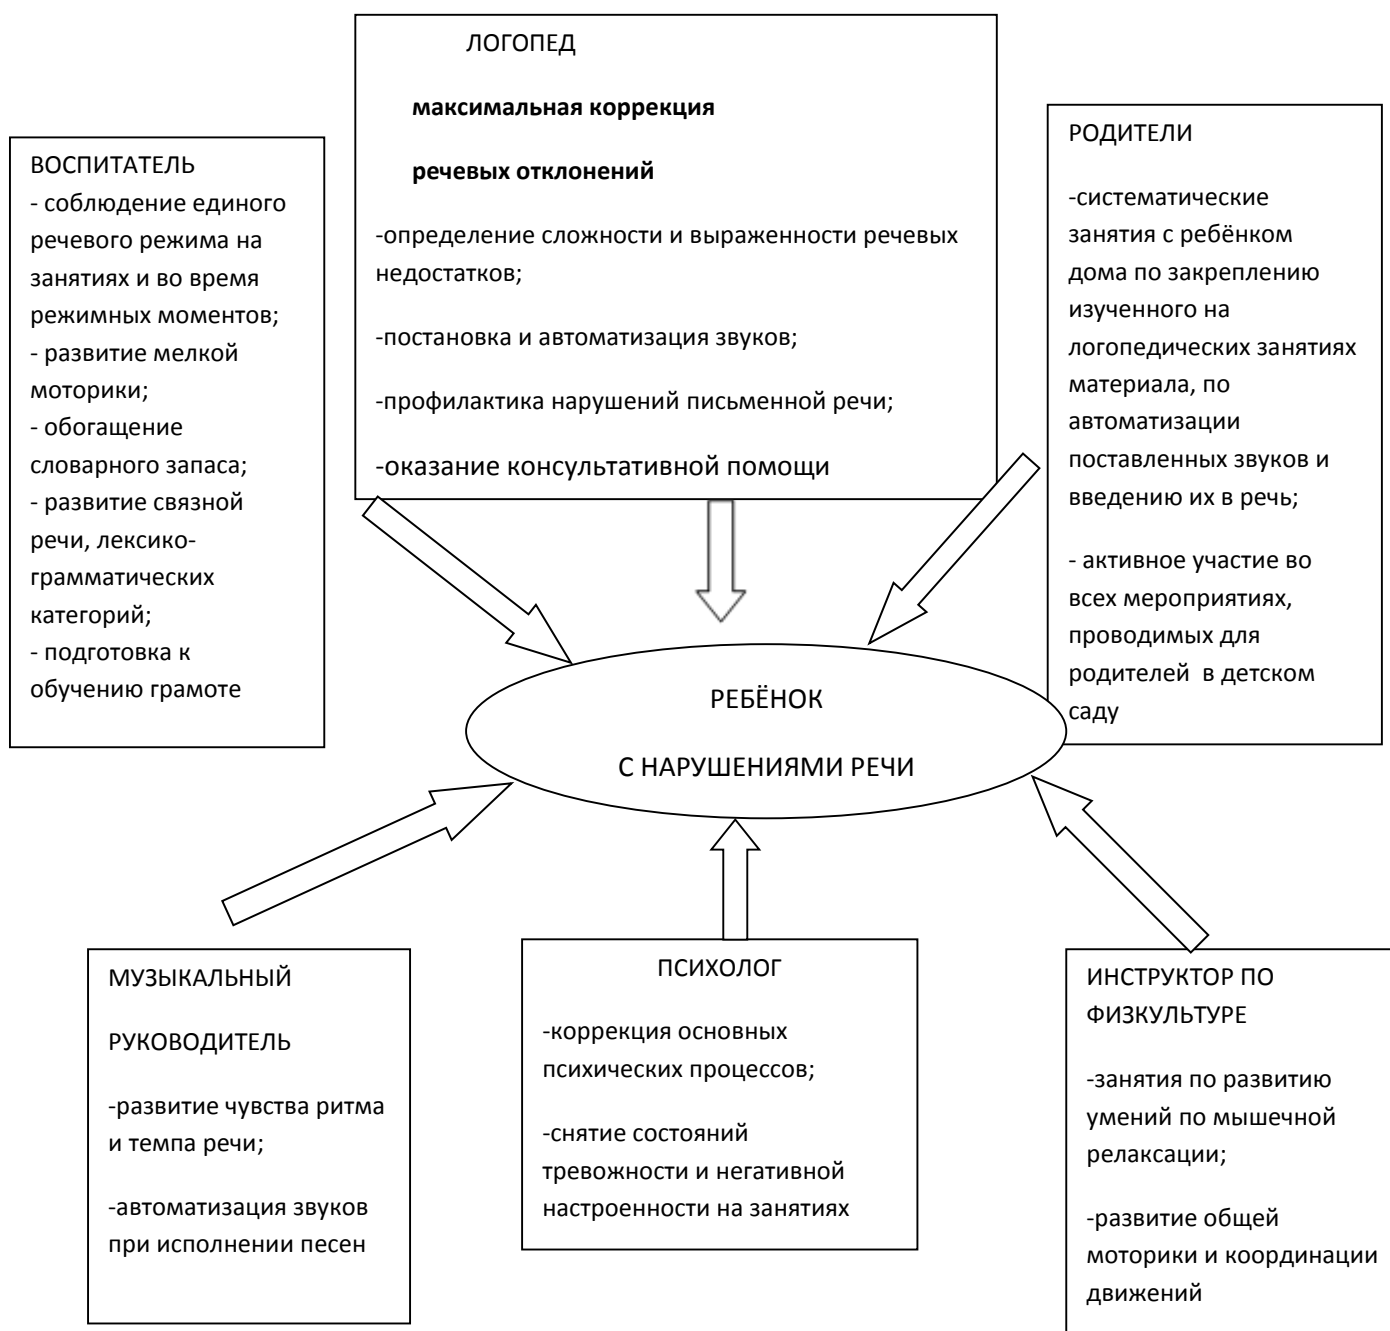 ЛОГОПЕД
максимальная коррекция
речевых отклонений
-определение сложности и выраженности речевых
недостатков;
-постановка и автоматизация звуков;
-профилактика нарушений письменной речи;
-оказание консультативной помощи
ВОСПИТАТЕЛЬ
- соблюдение единого
речевого режима на
занятиях и во время
режимных моментов;
- развитие мелкой
моторики;
- обогащение
словарного запаса;
- развитие связной
речи, лексико-
грамматических
категорий;
- подготовка к
обучению грамоте
РОДИТЕЛИ
-систематические
занятия с ребёнком
дома по закреплению
изученного на
логопедических занятиях
материала, по
автоматизации
поставленных звуков и
введению их в речь;
- активное участие во
всех мероприятиях,
проводимых для
родителей в детском
саду
РЕБЁНОК
С НАРУШЕНИЯМИ РЕЧИ
МУЗЫКАЛЬНЫЙ
РУКОВОДИТЕЛЬ
-развитие чувства ритма
и темпа речи;
-автоматизация звуков
при исполнении песен
ПСИХОЛОГ
-коррекция основных
психических процессов;
-снятие состояний
тревожности и негативной
настроенности на занятиях
ИНСТРУКТОР ПО
ФИЗКУЛЬТУРЕ
-занятия по развитию
умений по мышечной
релаксации;
-развитие общей
моторики и координации
движений